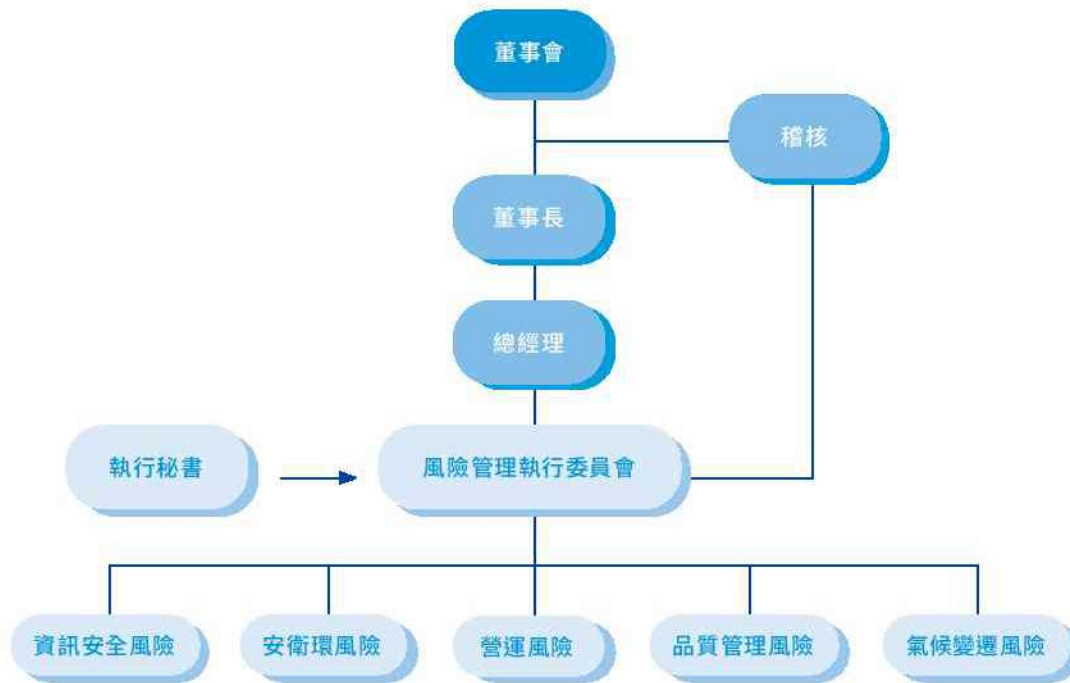 董事會
稽核
董事長
總經理
執行秘書
風險管理執行委員會
資訊安全風險
安衛環風險
營運風險
品質管理風險
氣候變遷風險